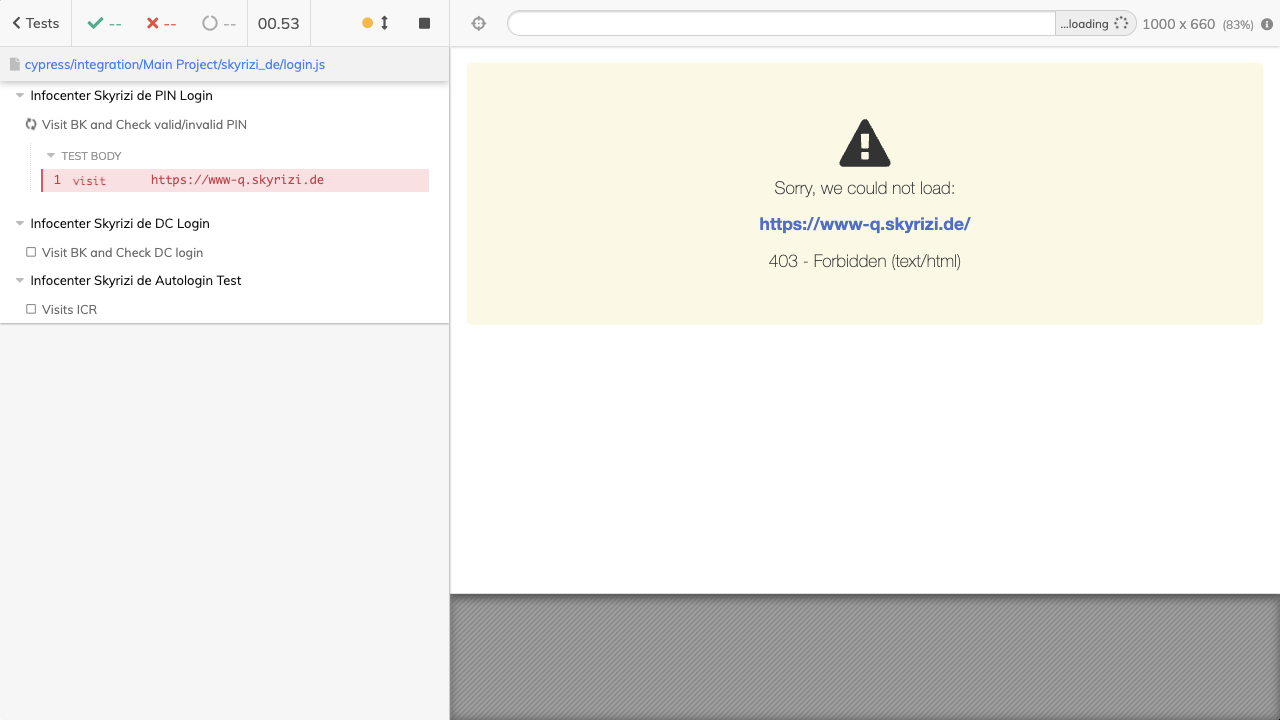 Tests
--
--
--
00.53
...loading
1000 x 660 (83%)
cypress/integration/Main Project/skyrizi_de/login.js
Infocenter Skyrizi de PIN Login
Visit BK and Check valid/invalid PIN
TEST BODY
1 visit https://www-q.skyrizi.de
Infocenter Skyrizi de DC Login
Visit BK and Check DC login
Infocenter Skyrizi de Autologin Test
Visits ICR
Sorry, we could not load:
https://www-q.skyrizi.de/
403 - Forbidden (text/html)